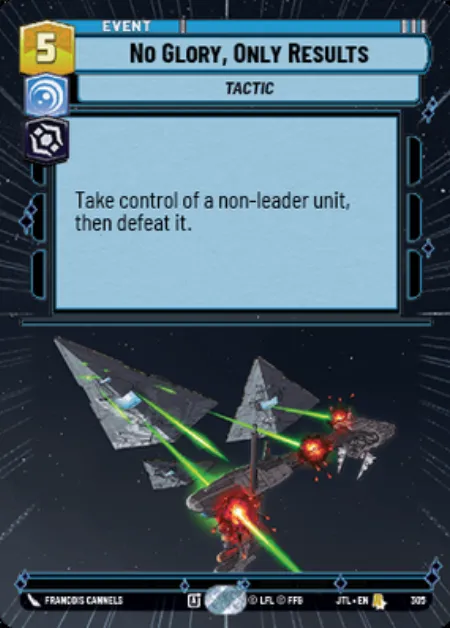 EVENT
5
NO GLORY, ONLY RESULTS
TACTIC
Take control of a non-leader unit,
then defeat it.
FRANCOIS CANNELS
© LFL © FFG
JTL • EN
305